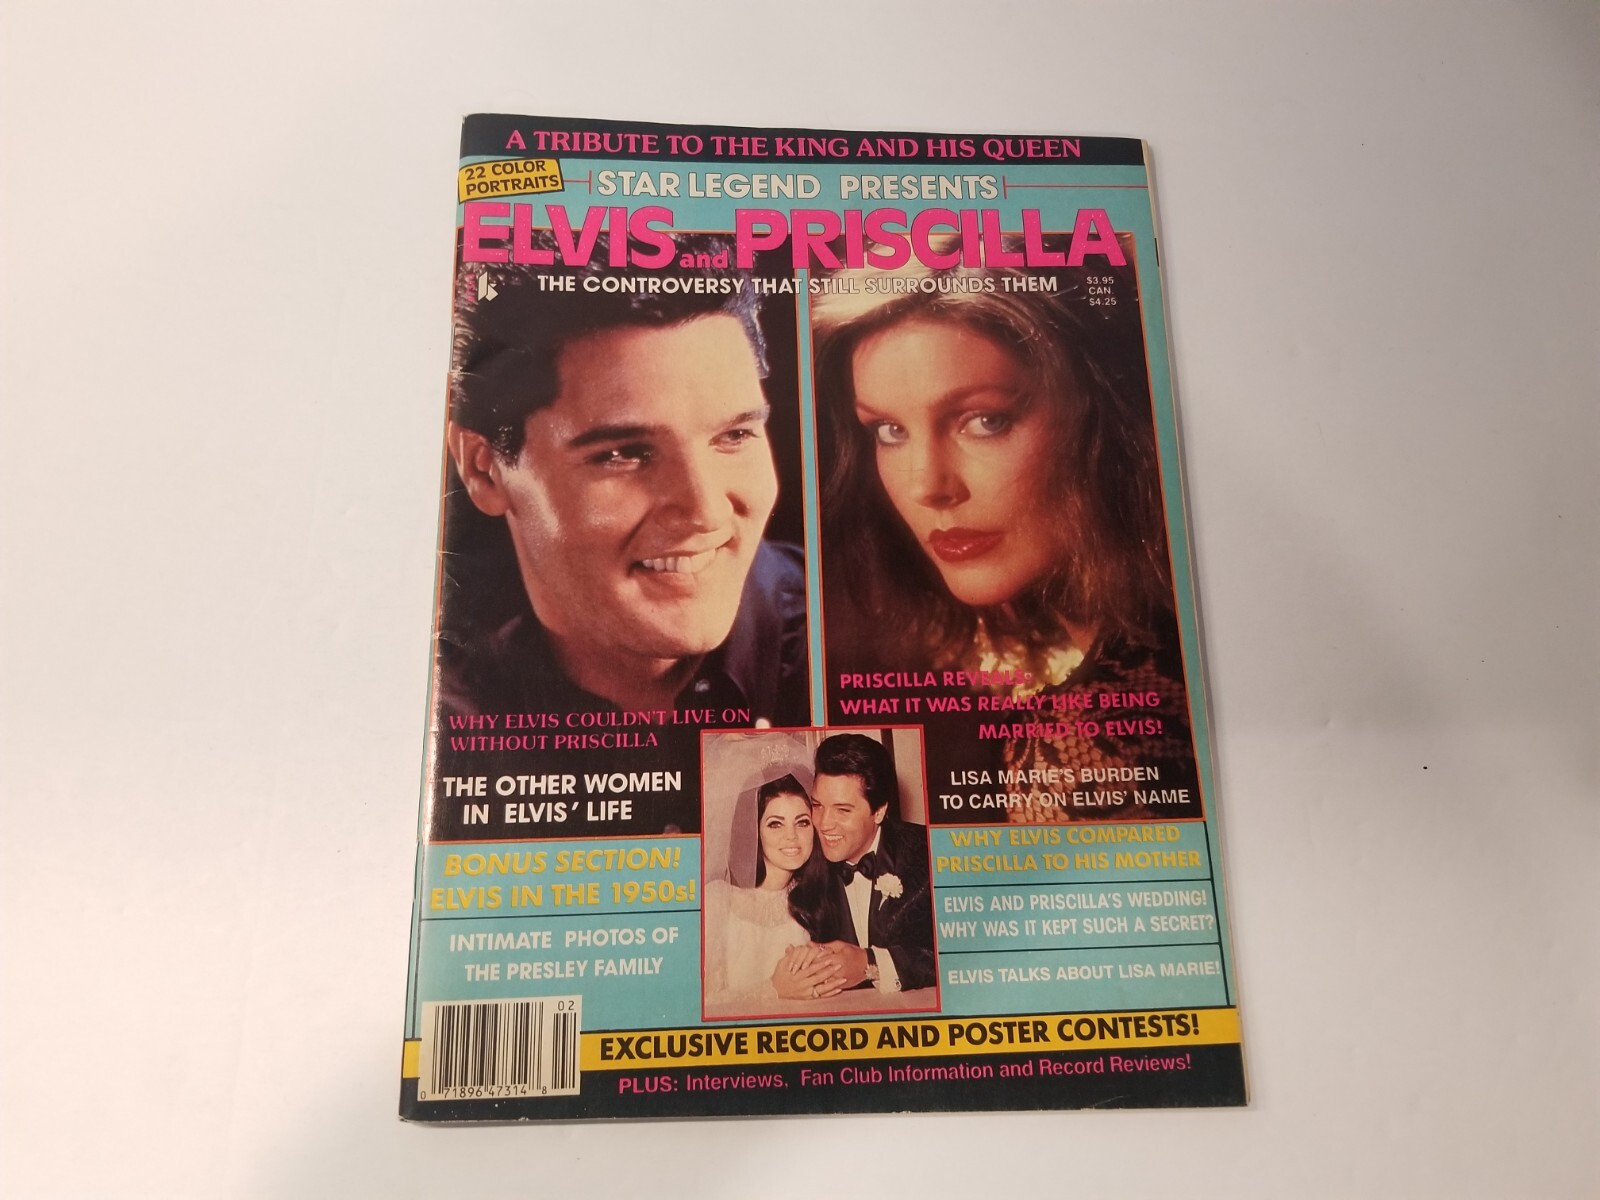 A TRIBUTE TO THE KING AND HIS QUEEN
22 COLOR
PORTRAITS
STAR LEGEND PRESENTS
ELVIS and PRISCILLA
THE CONTROVERSY THAT STILL SURROUNDS THEM
$3.95
CAN.
$4.25
WHY ELVIS COULDN'T LIVE ON
WITHOUT PRISCILLA
PRISCILLA REVEALS:
WHAT IT WAS REALLY LIKE BEING
MARRIED TO ELVIS!
THE OTHER WOMEN
IN ELVIS' LIFE
LISA MARIE'S BURDEN
TO CARRY ON ELVIS' NAME
BONUS SECTION!
ELVIS IN THE 1950s!
INTIMATE PHOTOS OF
THE PRESLEY FAMILY
WHY ELVIS COMPARED
PRISCILLA TO HIS MOTHER
ELVIS AND PRISCILLA'S WEDDING!
WHY WAS IT KEPT SUCH A SECRET?
ELVIS TALKS ABOUT LISA MARIE!
EXCLUSIVE RECORD AND POSTER CONTESTS!
PLUS: Interviews, Fan Club Information and Record Reviews!
02
0 71896 47314 8